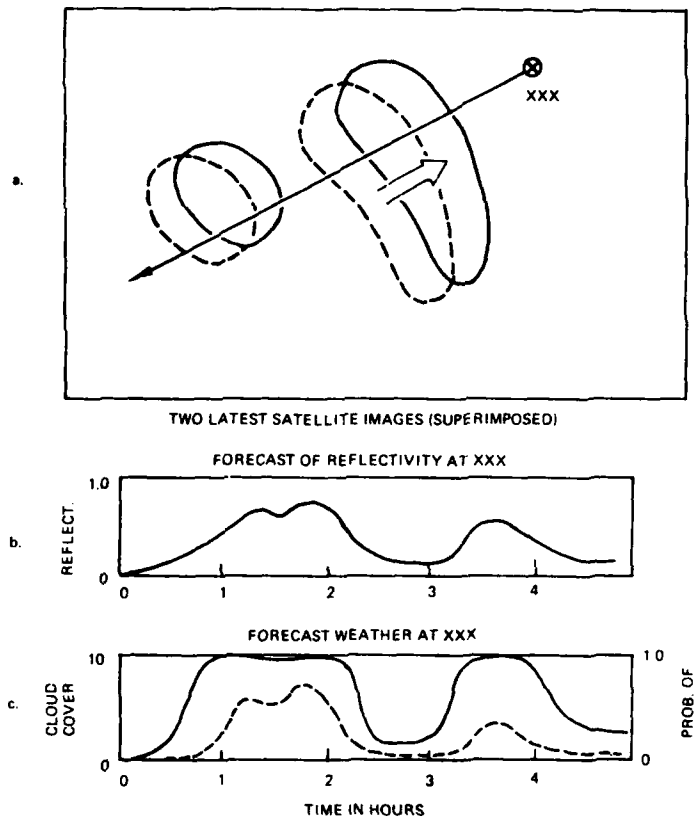 XXX
a.
TWO LATEST SATELLITE IMAGES (SUPERIMPOSED)
FORECAST OF REFLECTIVITY AT XXX
1.0
b.
REFLECT.
0
0 1 2 3 4
FORECAST WEATHER AT XXX
10
1 0
c.
CLOUD
COVER
PROB. OF
0
0
0 1 2 3 4
TIME IN HOURS